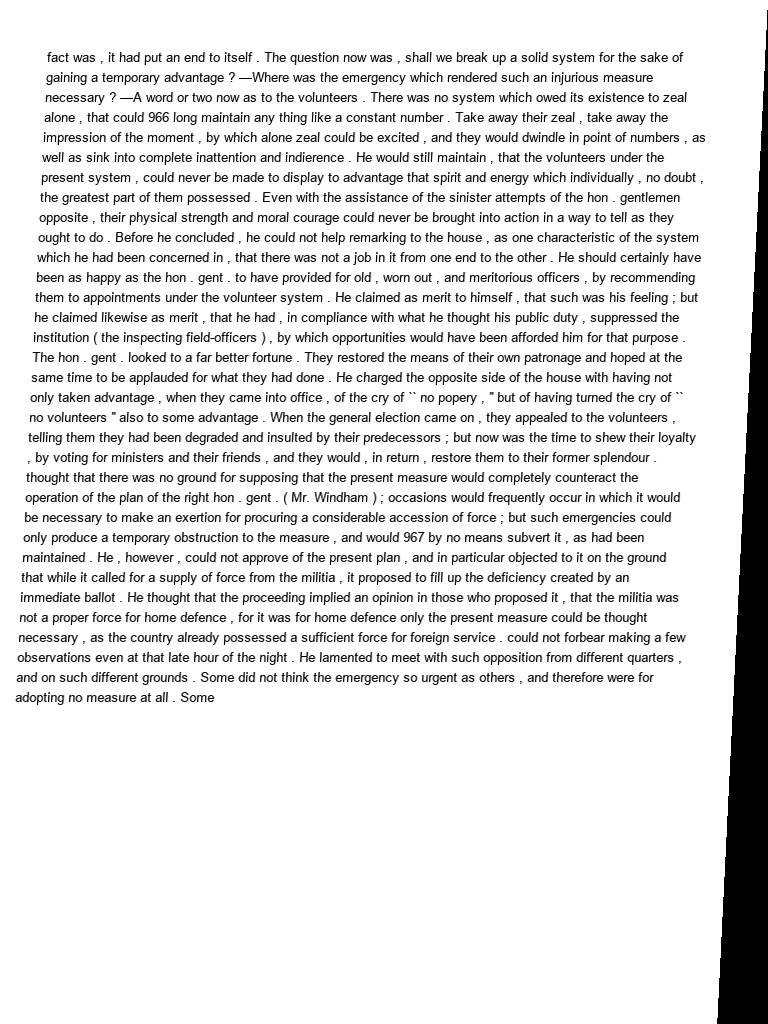 fact was , it had put an end to itself . The question now was , shall we break up a solid system for the sake of
gaining a temporary advantage ? —Where was the emergency which rendered such an injurious measure
necessary ? —A word or two now as to the volunteers . There was no system which owed its existence to zeal
alone , that could 966 long maintain any thing like a constant number . Take away their zeal , take away the
impression of the moment , by which alone zeal could be excited , and they would dwindle in point of numbers , as
well as sink into complete inattention and indierence . He would still maintain , that the volunteers under the
present system , could never be made to display to advantage that spirit and energy which individually , no doubt ,
the greatest part of them possessed . Even with the assistance of the sinister attempts of the hon . gentlemen
opposite , their physical strength and moral courage could never be brought into action in a way to tell as they
ought to do . Before he concluded , he could not help remarking to the house , as one characteristic of the system
which he had been concerned in , that there was not a job in it from one end to the other . He should certainly have
been as happy as the hon . gent . to have provided for old , worn out , and meritorious officers , by recommending
them to appointments under the volunteer system . He claimed as merit to himself , that such was his feeling ; but
he claimed likewise as merit , that he had , in compliance with what he thought his public duty , suppressed the
institution ( the inspecting field-officers ) , by which opportunities would have been afforded him for that purpose .
The hon . gent . looked to a far better fortune . They restored the means of their own patronage and hoped at the
same time to be applauded for what they had done . He charged the opposite side of the house with having not
only taken advantage , when they came into office , of the cry of `` no popery , " but of having turned the cry of ``
no volunteers " also to some advantage . When the general election came on , they appealed to the volunteers ,
telling them they had been degraded and insulted by their predecessors ; but now was the time to shew their loyalty
, by voting for ministers and their friends , and they would , in return , restore them to their former splendour .
thought that there was no ground for supposing that the present measure would completely counteract the
operation of the plan of the right hon . gent . ( Mr. Windham ) ; occasions would frequently occur in which it would
be necessary to make an exertion for procuring a considerable accession of force ; but such emergencies could
only produce a temporary obstruction to the measure , and would 967 by no means subvert it , as had been
maintained . He , however , could not approve of the present plan , and in particular objected to it on the ground
that while it called for a supply of force from the militia , it proposed to fill up the deficiency created by an
immediate ballot . He thought that the proceeding implied an opinion in those who proposed it , that the militia was
not a proper force for home defence , for it was for home defence only the present measure could be thought
necessary , as the country already possessed a sufficient force for foreign service . could not forbear making a few
observations even at that late hour of the night . He lamented to meet with such opposition from different quarters ,
and on such different grounds . Some did not think the emergency so urgent as others , and therefore were for
adopting no measure at all . Some